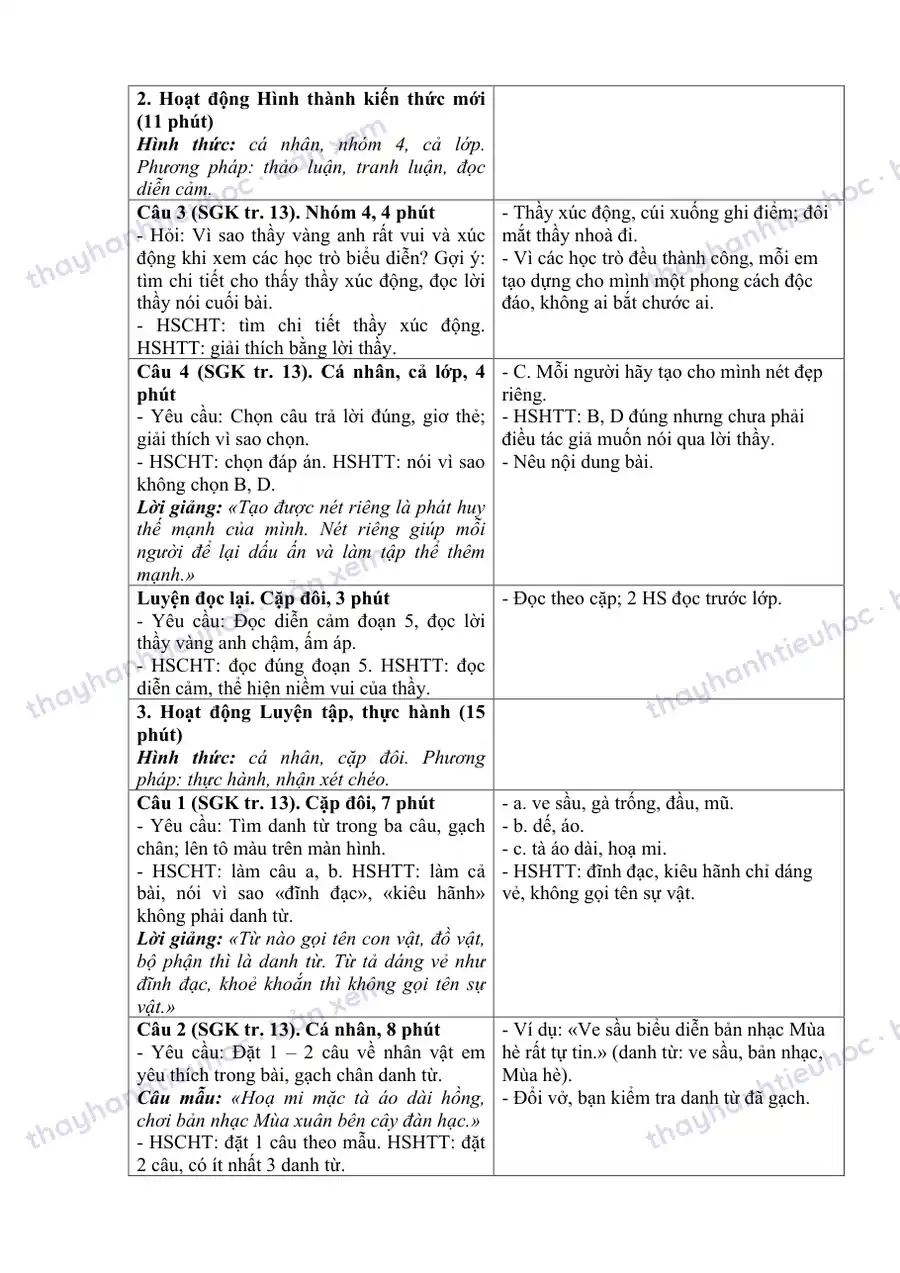 2. Hoạt động Hình thành kiến thức mới
(11 phút)
Hình thức: cá nhân, nhóm 4, cả lớp.
Phương pháp: thảo luận, tranh luận, đọc
diễn cảm.
Câu 3 (SGK tr. 13). Nhóm 4, 4 phút
- Hỏi: Vì sao thầy vàng anh rất vui và xúc
động khi xem các học trò biểu diễn? Gợi ý:
tìm chi tiết cho thấy thầy xúc động, đọc lời
thầy nói cuối bài.
- HSCHT: tìm chi tiết thầy xúc động.
HSHTT: giải thích bằng lời thầy.
- Thầy xúc động, cúi xuống ghi điểm; đôi
mắt thầy nhoà đi.
- Vì các học trò đều thành công, mỗi em
tạo dựng cho mình một phong cách độc
đáo, không ai bắt chước ai.
Câu 4 (SGK tr. 13). Cá nhân, cả lớp, 4
phút
- Yêu cầu: Chọn câu trả lời đúng, giơ thẻ;
giải thích vì sao chọn.
- HSCHT: chọn đáp án. HSHTT: nói vì sao
không chọn B, D.
Lời giảng: «Tạo được nét riêng là phát huy
thế mạnh của mình. Nét riêng giúp mỗi
người để lại dấu ấn và làm tập thể thêm
mạnh.»
- C. Mỗi người hãy tạo cho mình nét đẹp
riêng.
- HSHTT: B, D đúng nhưng chưa phải
điều tác giả muốn nói qua lời thầy.
- Nêu nội dung bài.
Luyện đọc lại. Cặp đôi, 3 phút
- Yêu cầu: Đọc diễn cảm đoạn 5, đọc lời
thầy vàng anh chậm, ấm áp.
- HSCHT: đọc đúng đoạn 5. HSHTT: đọc
diễn cảm, thể hiện niềm vui của thầy.
- Đọc theo cặp; 2 HS đọc trước lớp.
3. Hoạt động Luyện tập, thực hành (15
phút)
Hình thức: cá nhân, cặp đôi. Phương
pháp: thực hành, nhận xét chéo.
Câu 1 (SGK tr. 13). Cặp đôi, 7 phút
- Yêu cầu: Tìm danh từ trong ba câu, gạch
chân; lên tô màu trên màn hình.
- HSCHT: làm câu a, b. HSHTT: làm cả
bài, nói vì sao «đĩnh đạc», «kiêu hãnh»
không phải danh từ.
Lời giảng: «Từ nào gọi tên con vật, đồ vật,
bộ phận thì là danh từ. Từ tả dáng vẻ như
đĩnh đạc, khoẻ khoắn thì không gọi tên sự
vật.»
- a. ve sầu, gà trống, đầu, mũ.
- b. dế, áo.
- c. tà áo dài, hoạ mi.
- HSHTT: đĩnh đạc, kiêu hãnh chỉ dáng
vẻ, không gọi tên sự vật.
Câu 2 (SGK tr. 13). Cá nhân, 8 phút
- Yêu cầu: Đặt 1 – 2 câu về nhân vật em
yêu thích trong bài, gạch chân danh từ.
Câu mẫu: «Hoạ mi mặc tà áo dài hồng,
chơi bản nhạc Mùa xuân bên cây đàn hạc.»
- HSCHT: đặt 1 câu theo mẫu. HSHTT: đặt
2 câu, có ít nhất 3 danh từ.
- Ví dụ: «Ve sầu biểu diễn bản nhạc Mùa
hè rất tự tin.» (danh từ: ve sầu, bản nhạc,
Mùa hè).
- Đổi vở, bạn kiểm tra danh từ đã gạch.
thayhanhtieuhoc · bản xem
thayhanhtieuhoc · b
thayhanhtieuhoc · bản xem
thayhanhtieuhoc · b
thayhanhtieuhoc · bản xem
thayhanhtieuhoc · b